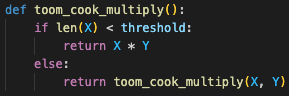 def toom_cook_multiply():
    if len(X) < threshold:
        return X * Y
    else:
        return toom_cook_multiply(X, Y)